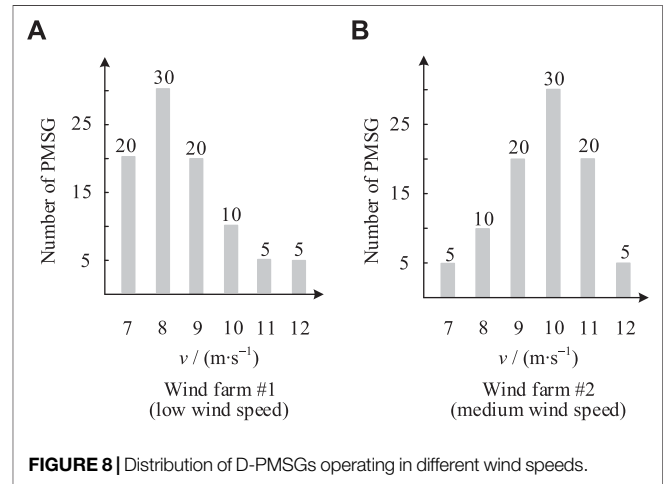 A
Number of PMSG
25
15
5
20
30
20
10
5
5
7 8 9 10 11 12
v / (m·s⁻¹)
Wind farm #1
(low wind speed)
B
Number of PMSG
25
15
5
5
10
20
30
20
5
7 8 9 10 11 12
v / (m·s⁻¹)
Wind farm #2
(medium wind speed)
FIGURE 8 | Distribution of D-PMSGs operating in different wind speeds.